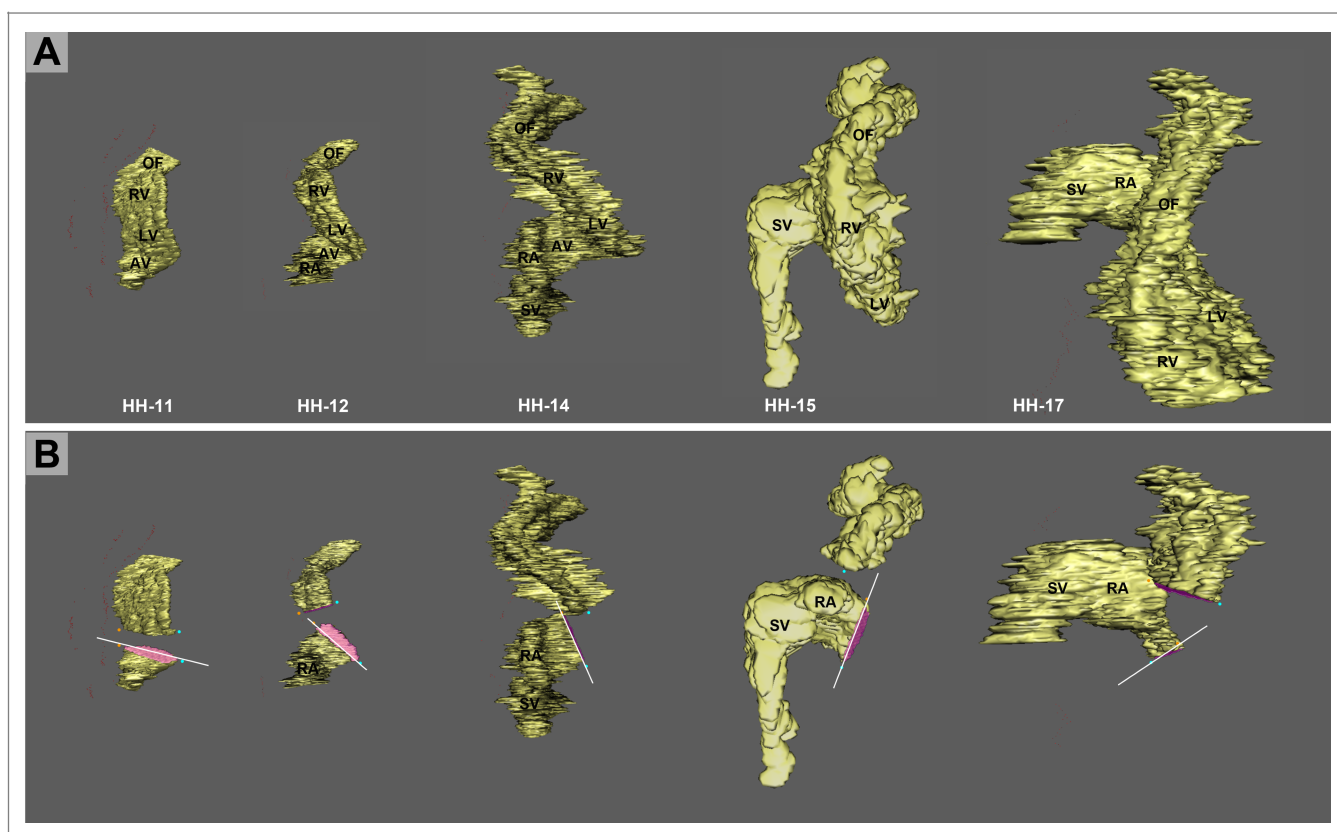 A
OF
RV
LV
AV
OF
RV
LV
AV
RA
OF
RV
LV
AV
RA
SV
OF
SV
RV
LV
SV
RA
OF
LV
RV
HH-11
HH-12
HH-14
HH-15
HH-17
B
RA
RA
SV
RA
SV
SV
RA